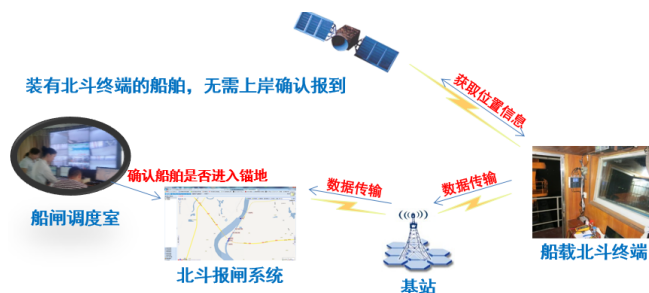 装有北斗终端的船舶，无需上岸确认报到
获取位置信息
确认船舶是否进入锚地
数据传输
数据传输
船闸调度室
北斗报闸系统
基站
船载北斗终端